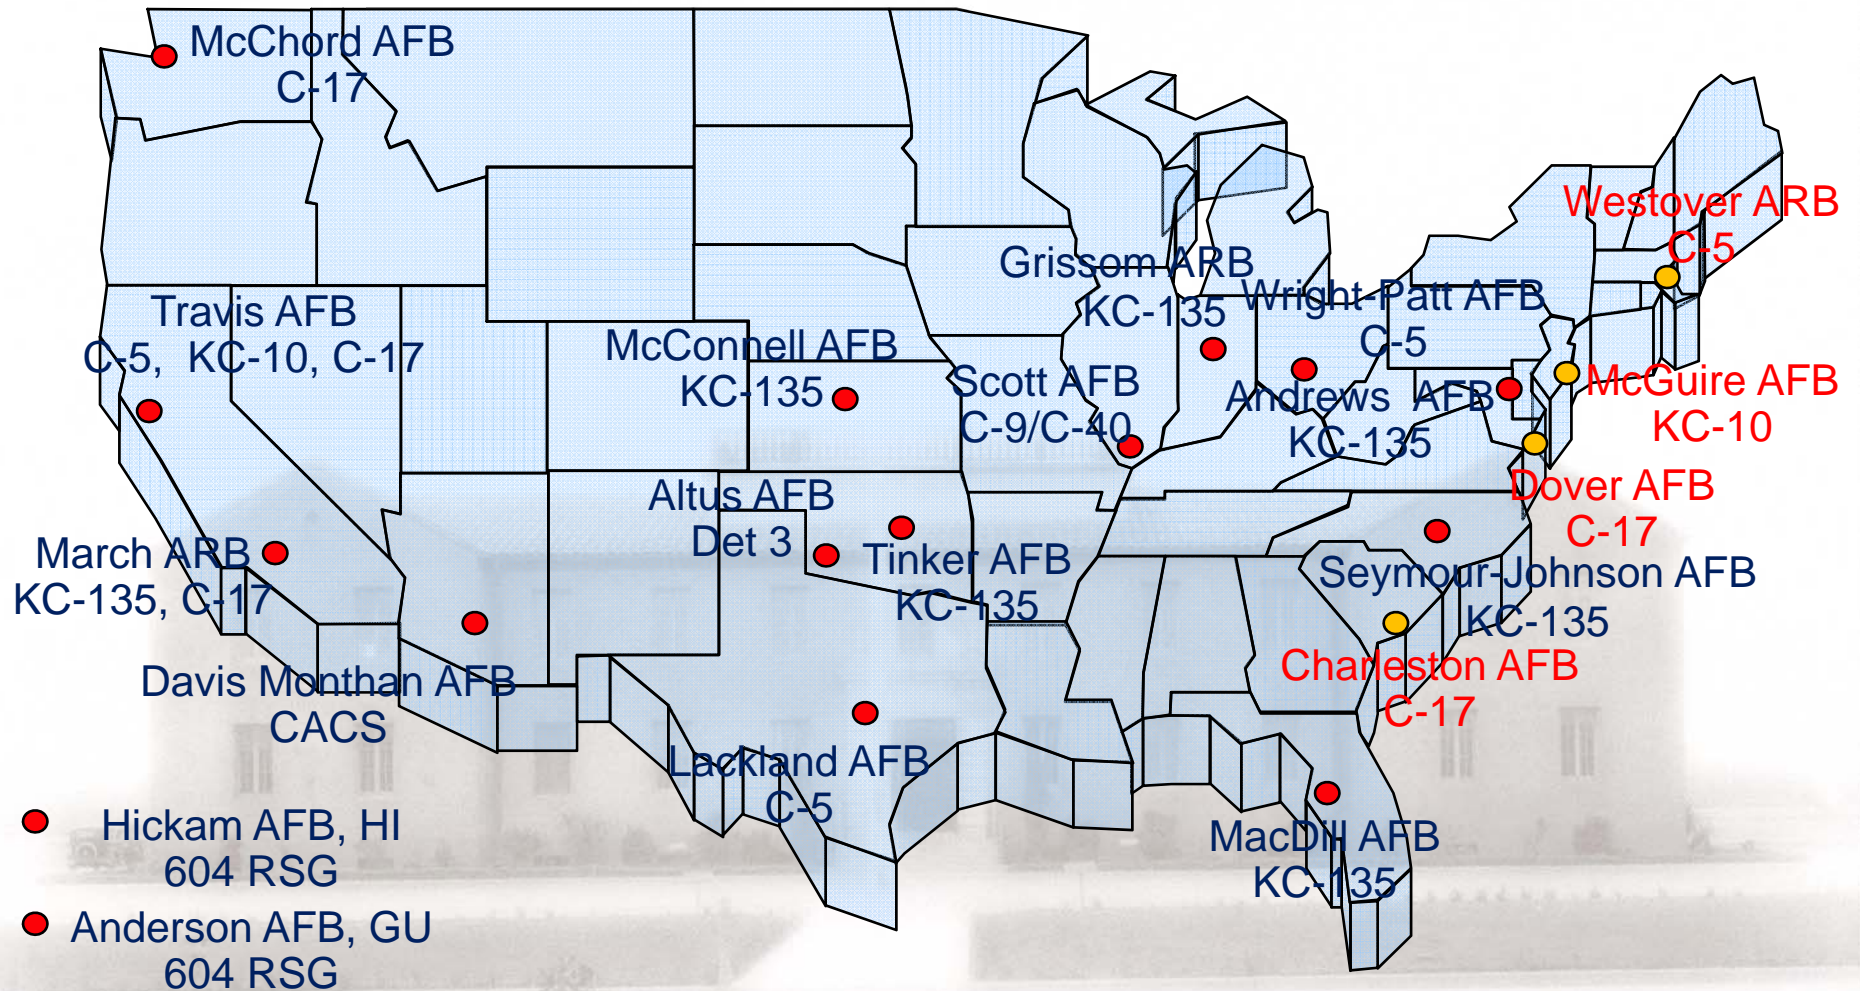 McChord AFB
C-17
Westover ARB
C-5
Grissom ARB
KC-135
Wright-Patt AFB
C-5
Travis AFB
C-5, KC-10, C-17
McConnell AFB
KC-135
Scott AFB
C-9/C-40
Andrews AFB
KC-135
McGuire AFB
KC-10
Dover AFB
C-17
Altus AFB
Det 3
Tinker AFB
KC-135
March ARB
KC-135, C-17
Seymour-Johnson AFB
KC-135
Charleston AFB
C-17
Davis Monthan AFB
CACS
Lackland AFB
C-5
MacDill AFB
KC-135
Hickam AFB, HI
604 RSG
Anderson AFB, GU
604 RSG